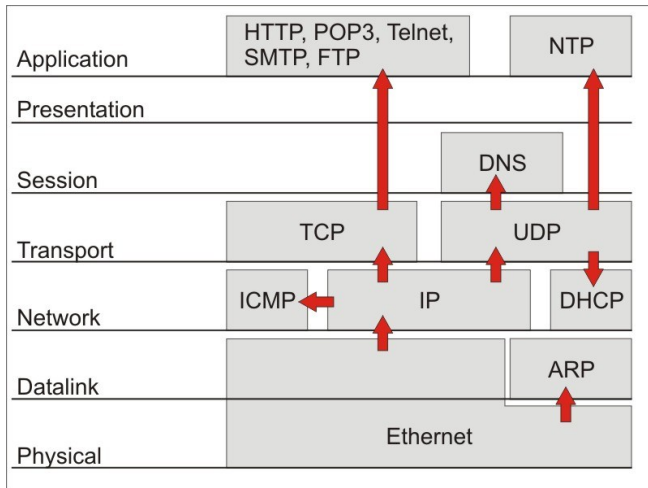 HTTP, POP3, Telnet,
SMTP, FTP
NTP
Application
Presentation
DNS
Session
TCP
UDP
Transport
ICMP
IP
DHCP
Network
ARP
Datalink
Ethernet
Physical